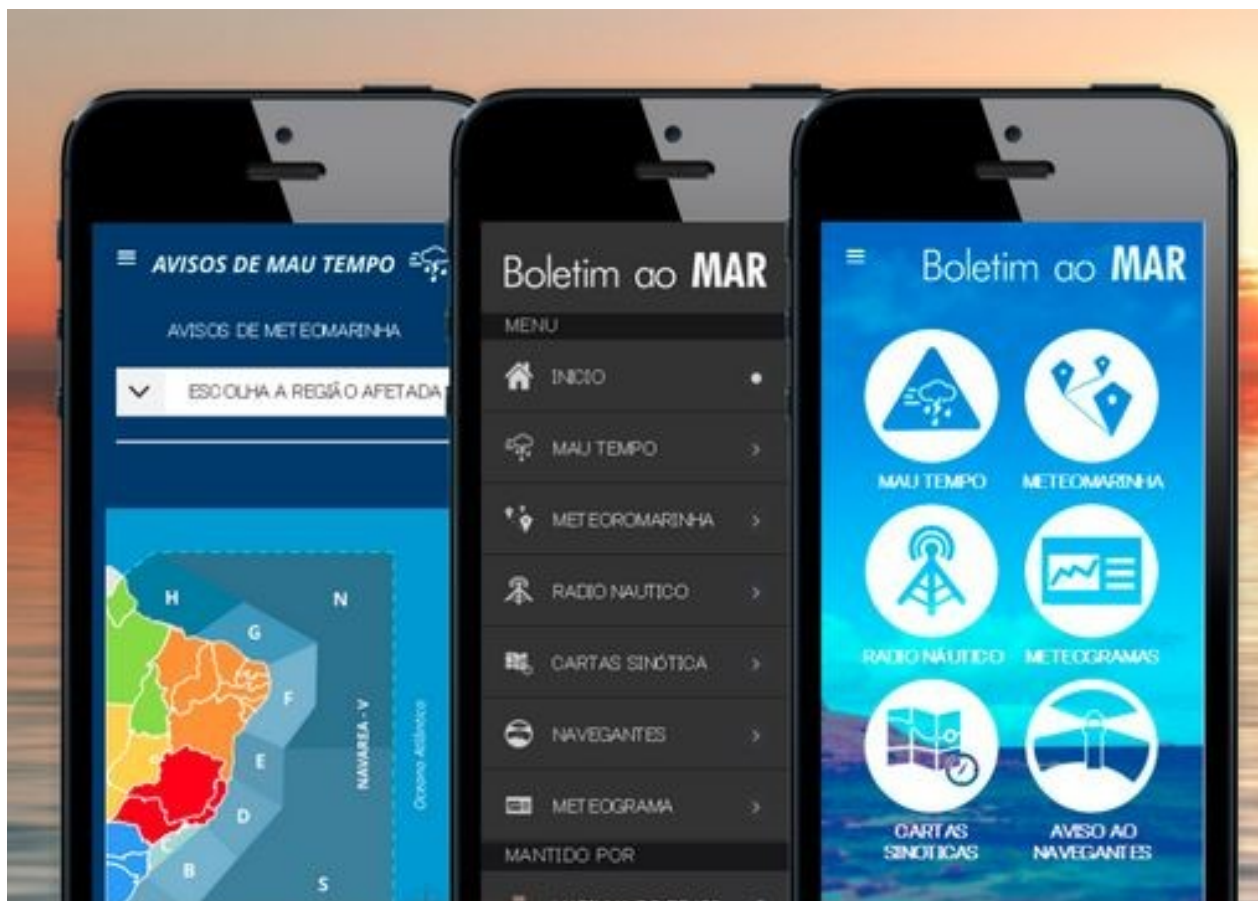 AVISOS DE MAU TEMPO
AVISOS DE METEOMARINHA
ESCOLHA A REGIÃO AFETADA
H
N
G
F
E
D
C
B
S
NAVAREA - V
Oceano Atlântico
Boletim ao MAR
MENU
INICIO
MAU TEMPO
METEOROMARINHA
RADIO NAUTICO
CARTAS SINÓTICA
NAVEGANTES
METEOGRAMA
MANTIDO POR
Boletim ao MAR
MAU TEMPO
METEOMARINHA
RADIO NÁUTICO
METEOGRAMAS
CARTAS
SINOTICAS
AVISO AO
NAVEGANTES